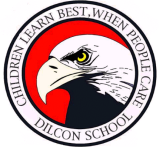 CHILDREN LEARN BEST, WHEN PEOPLE CARE
DILCON SCHOOL